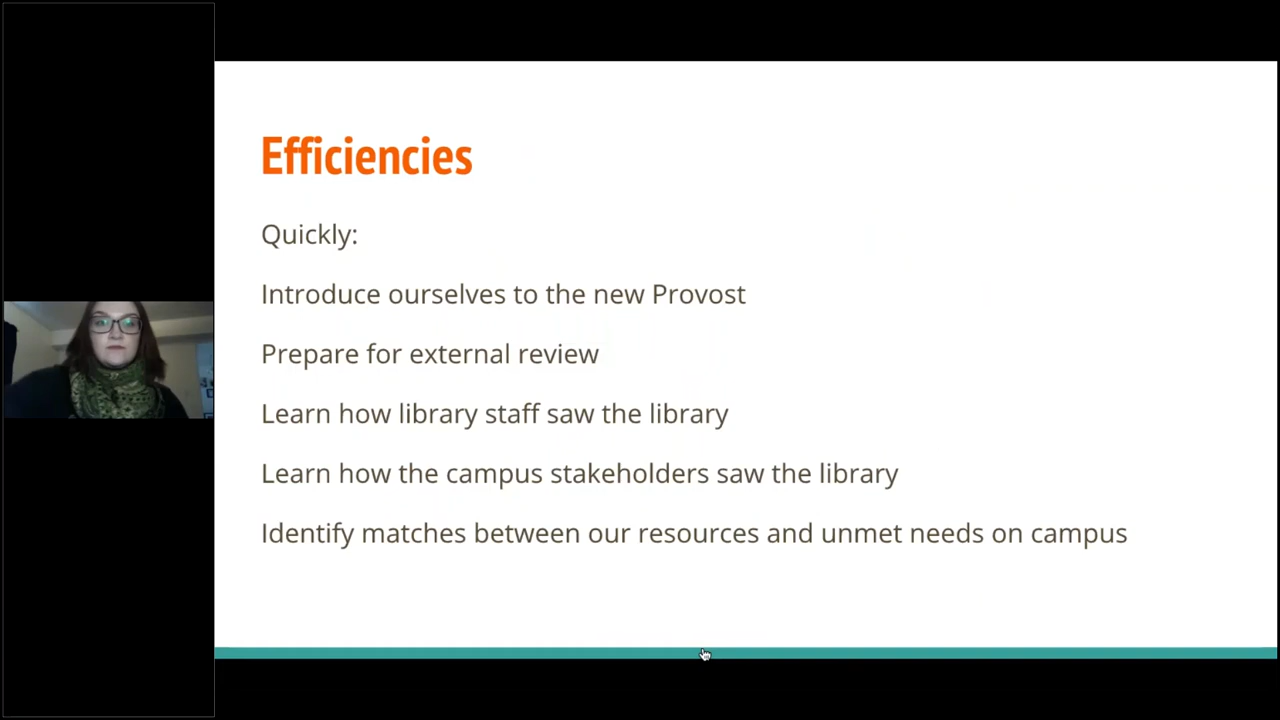 Efficiencies
Quickly:
Introduce ourselves to the new Provost
Prepare for external review
Learn how library staff saw the library
Learn how the campus stakeholders saw the library
Identify matches between our resources and unmet needs on campus